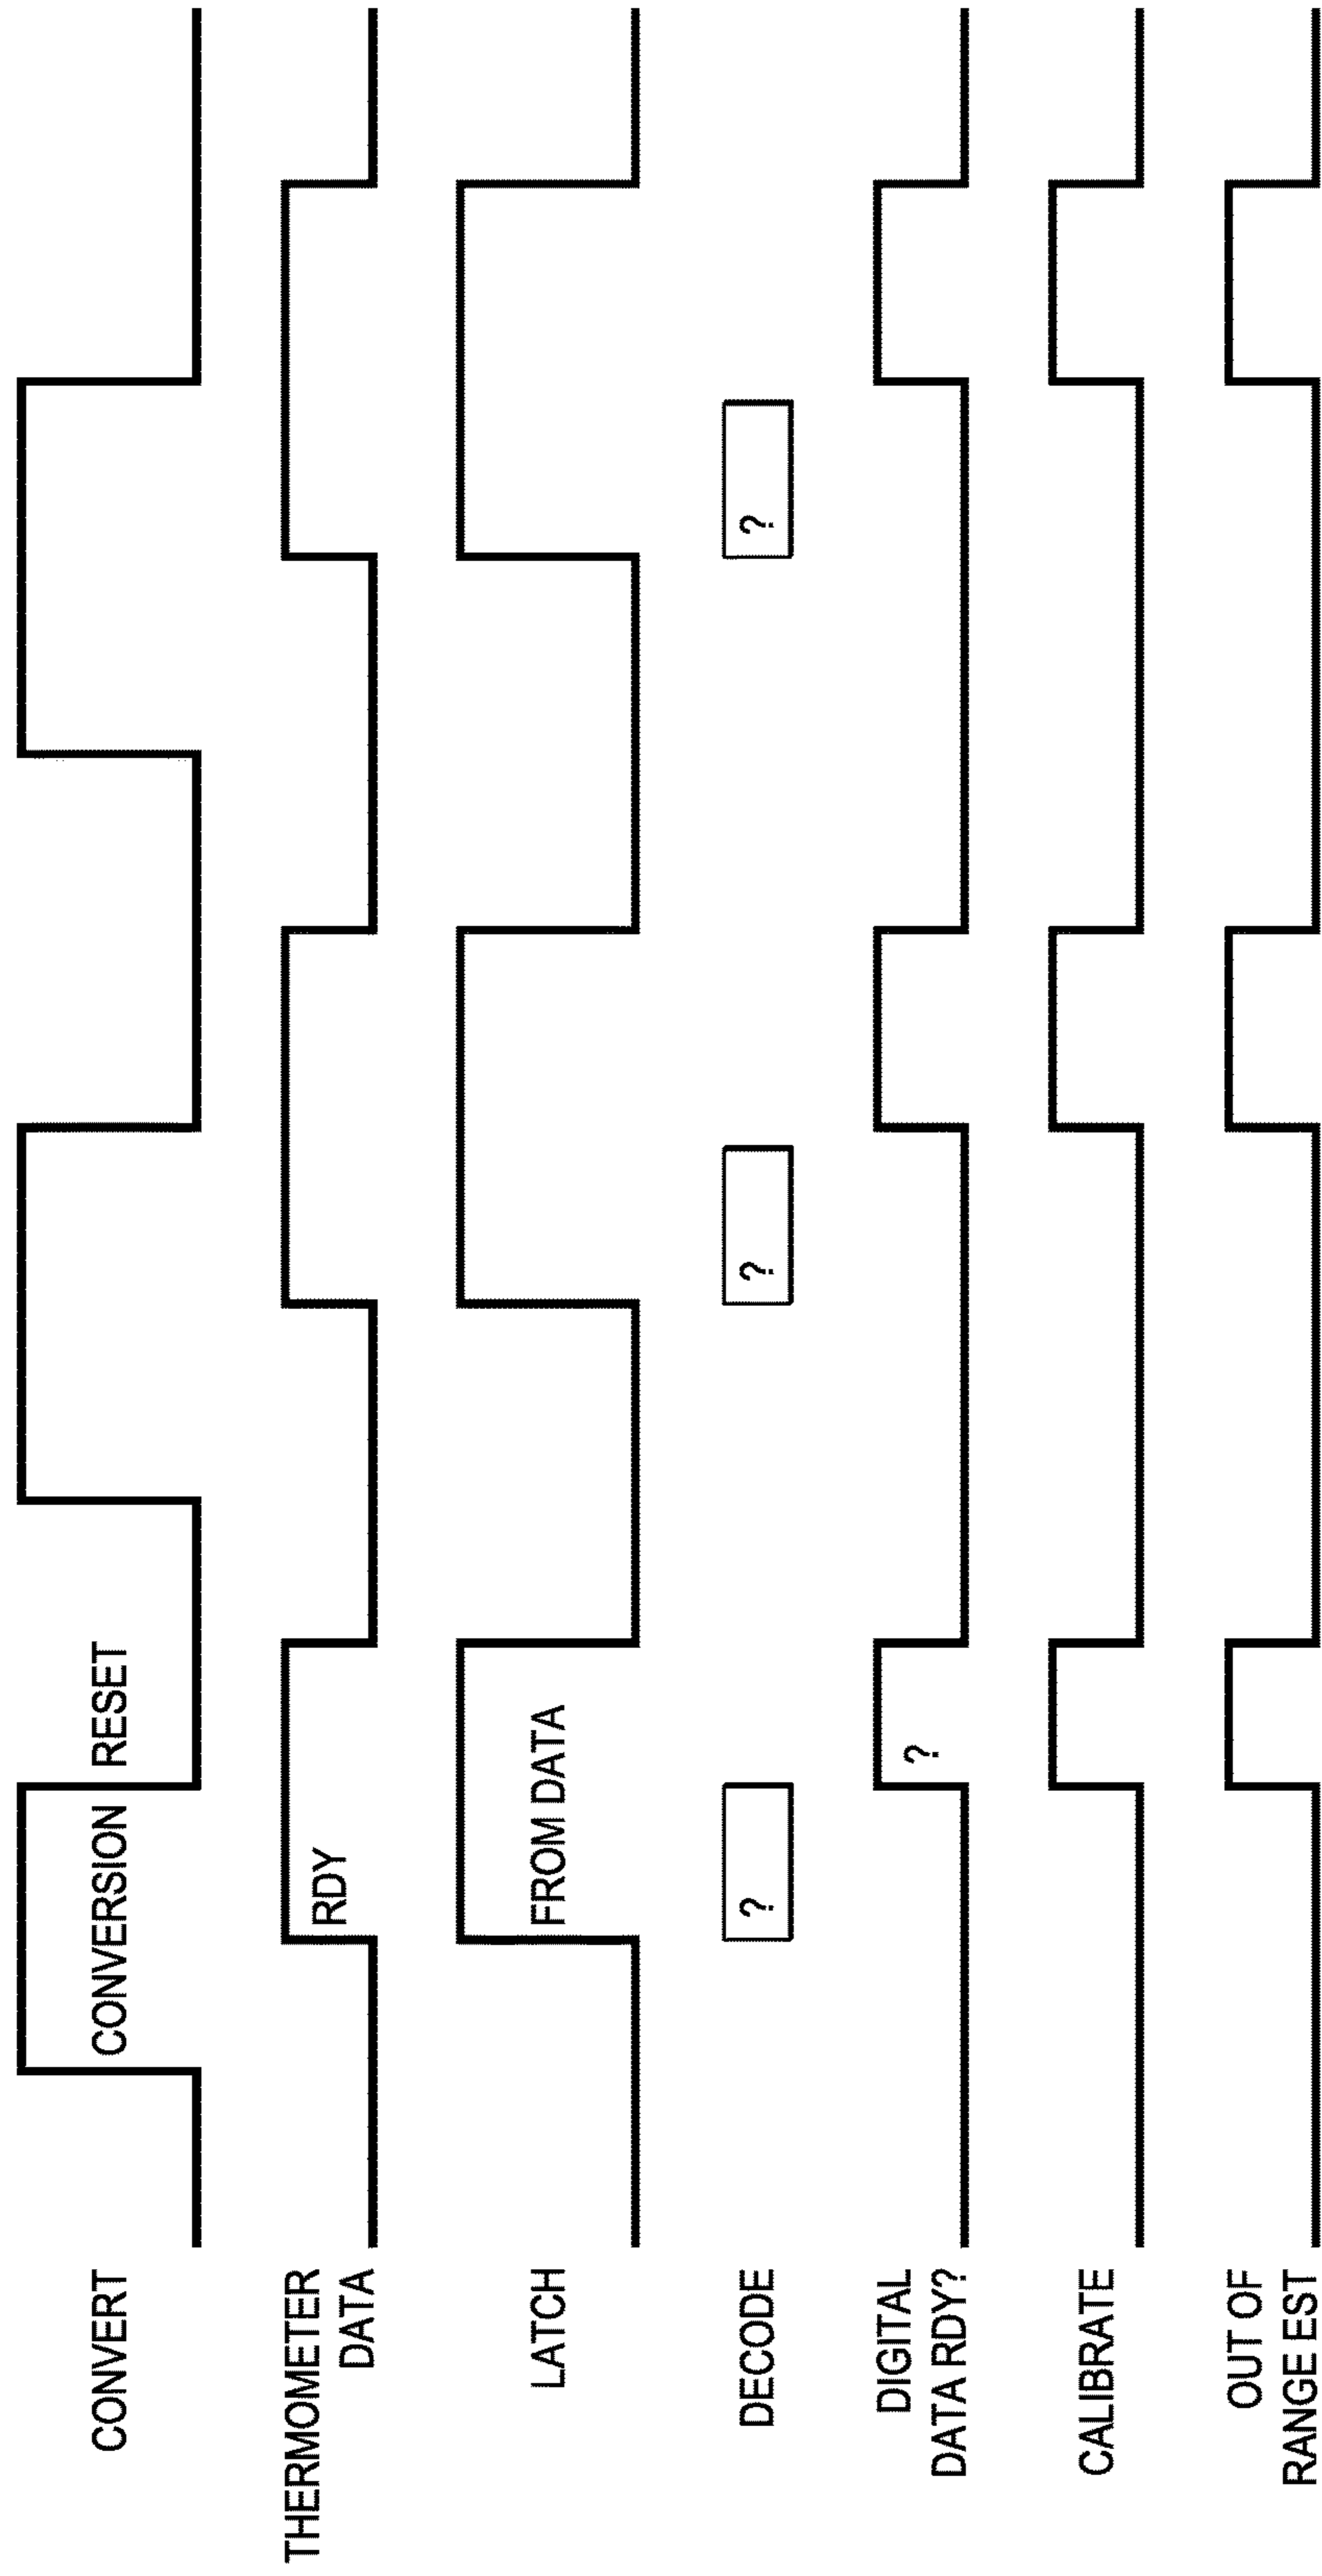 CONVERT
CONVERSION
RESET
THERMOMETER
DATA
RDY
LATCH
FROM DATA
DECODE
?
?
?
DIGITAL
DATA RDY?
?
CALIBRATE
OUT OF
RANGE EST